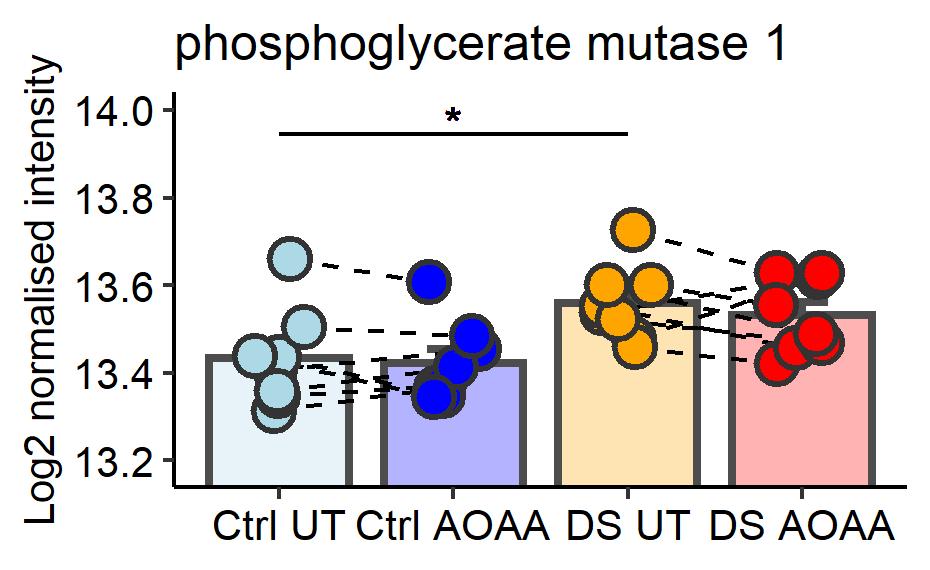 phosphoglycerate mutase 1
Log2 normalised intensity
14.0
*
13.8
13.6
13.4
13.2
Ctrl UT Ctrl AOAA DS UT DS AOAA